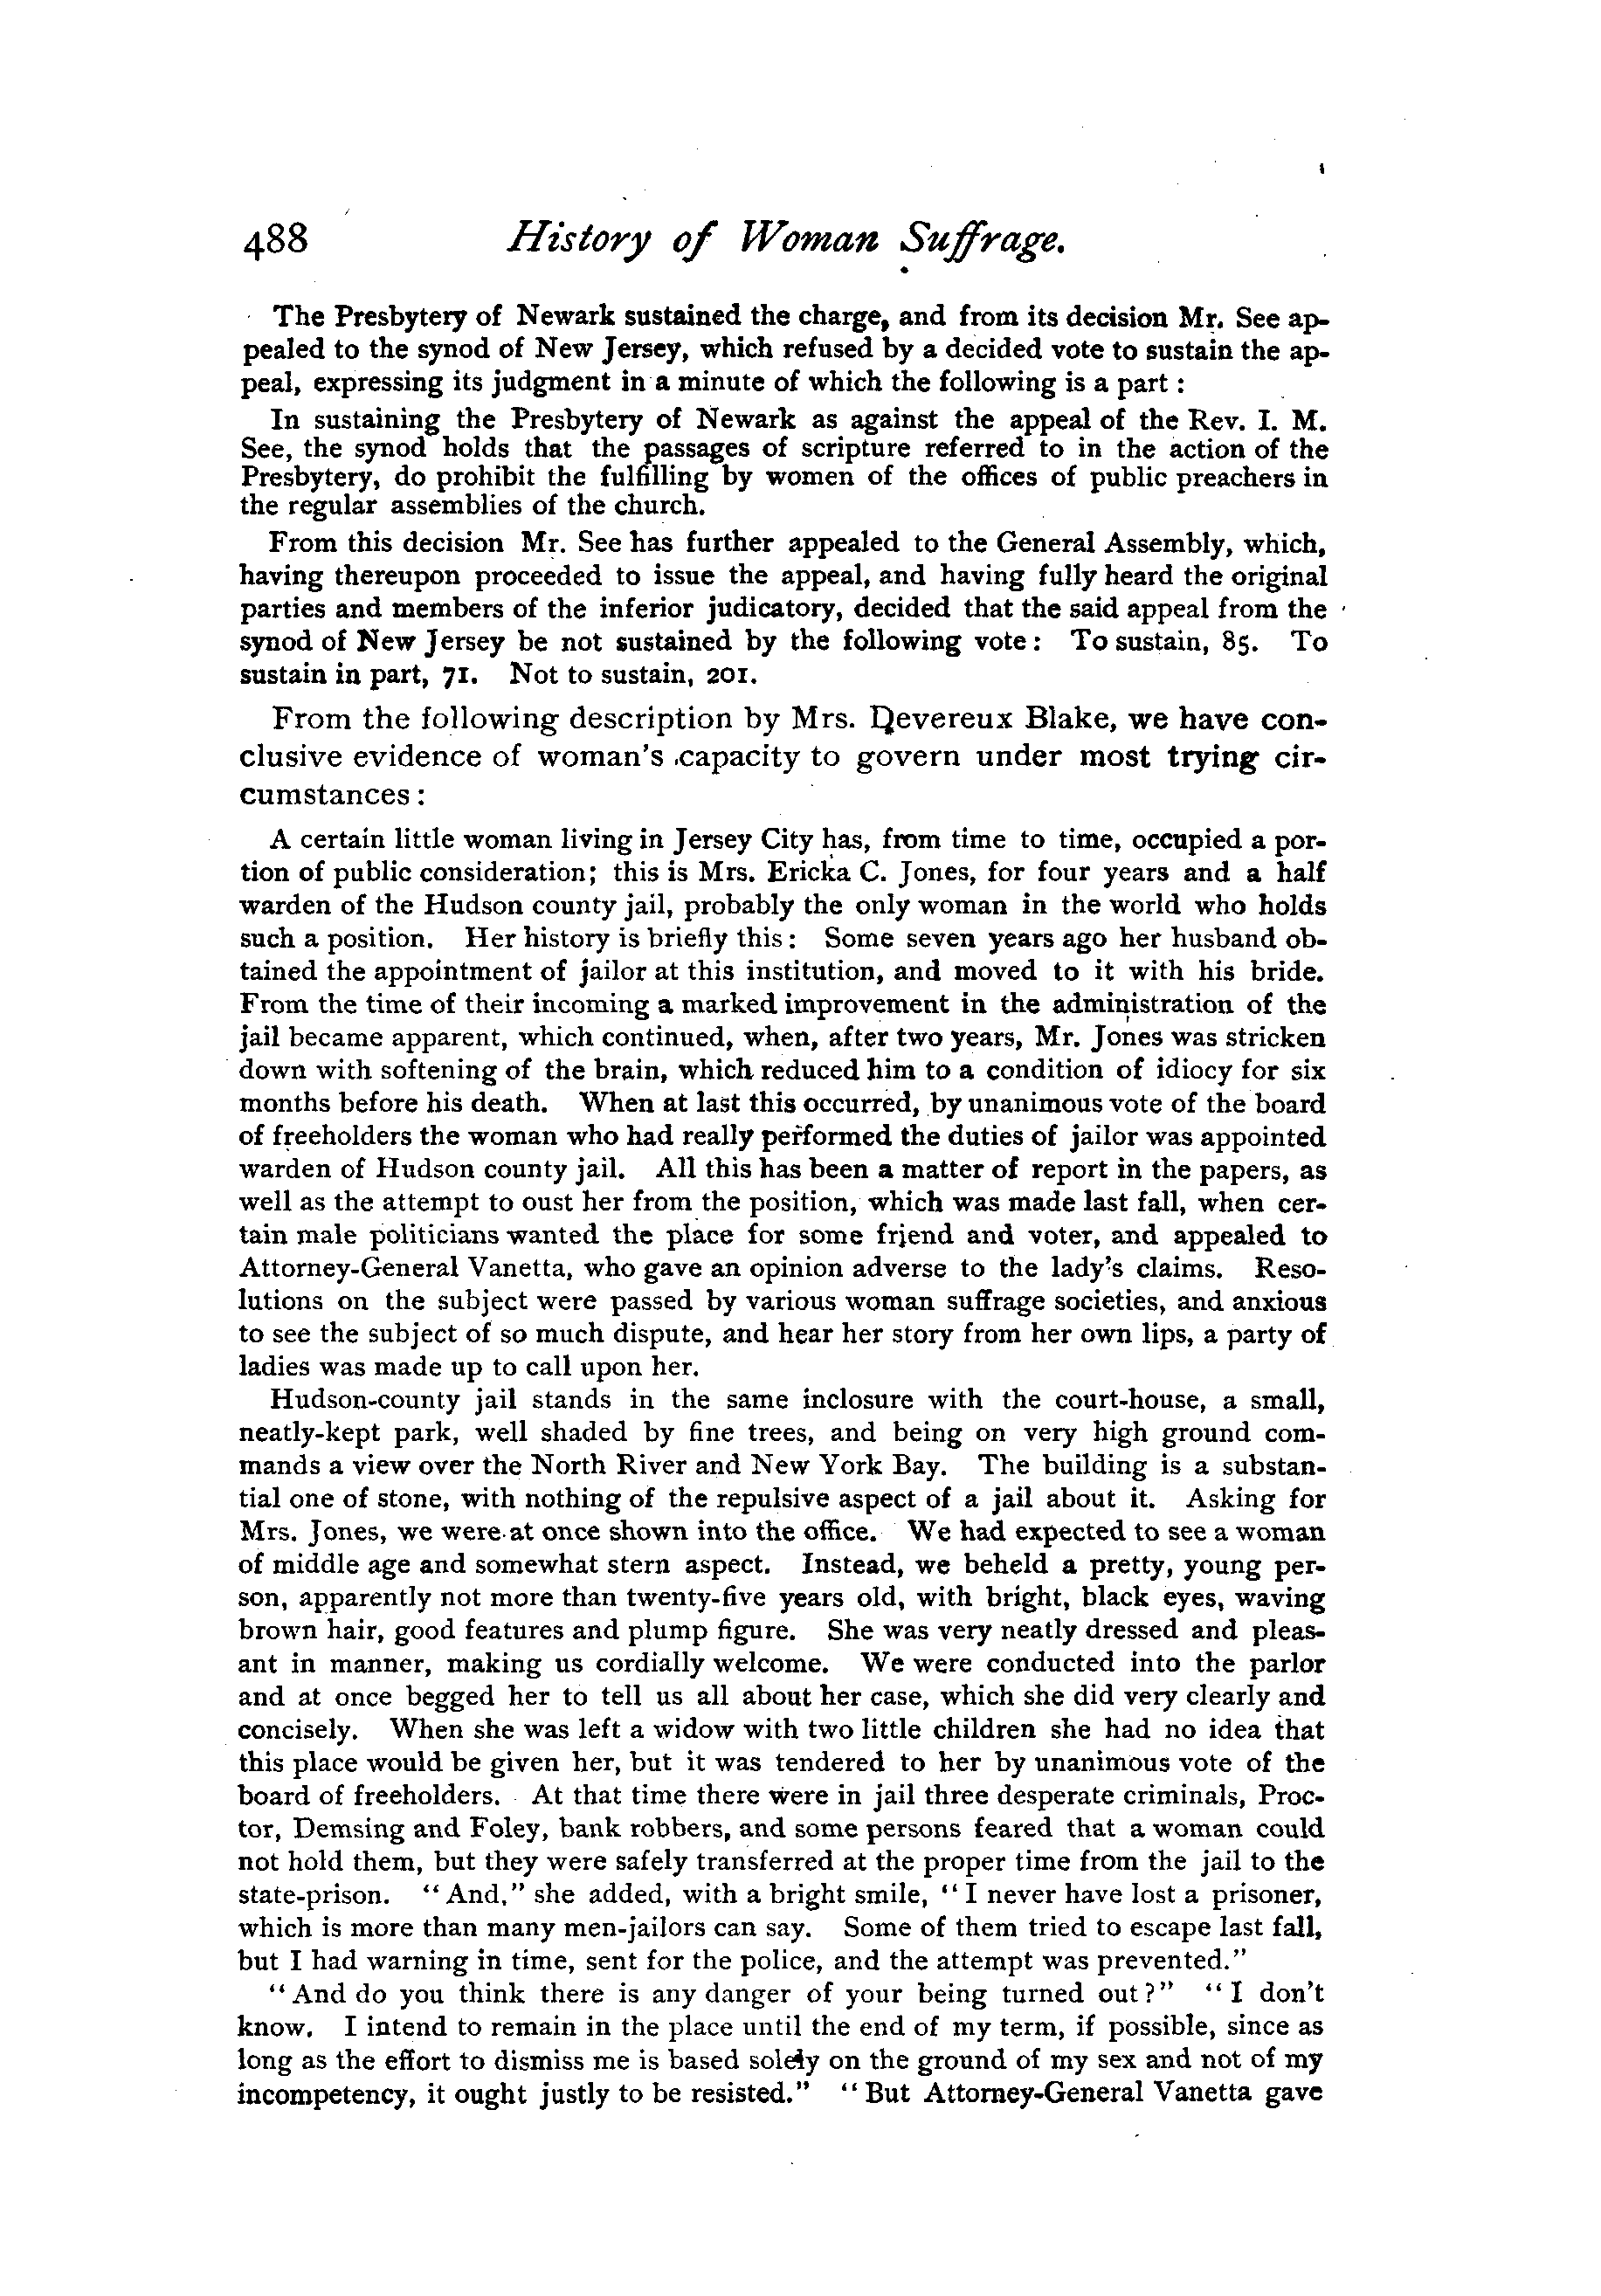 488 History of Woman Suffrage.
The Presbytery of Newark sustained the charge, and from its decision Mr. See ap-
pealed to the synod of New Jersey, which refused by a decided vote to sustain the ap-
peal, expressing its judgment in a minute of which the following is a part :
In sustaining the Presbytery of Newark as against the appeal of the Rev. I. M.
See, the synod holds that the passages of scripture referred to in the action of the
Presbytery, do prohibit the fulfilling by women of the offices of public preachers in
the regular assemblies of the church.
From this decision Mr. See has further appealed to the General Assembly, which,
having thereupon proceeded to issue the appeal, and having fully heard the original
parties and members of the inferior judicatory, decided that the said appeal from the
synod of New Jersey be not sustained by the following vote : To sustain, 85. To
sustain in part, 71. Not to sustain, 201.
From the following description by Mrs. Devereux Blake, we have con-
clusive evidence of woman's capacity to govern under most trying cir-
cumstances :
A certain little woman living in Jersey City has, from time to time, occupied a por-
tion of public consideration; this is Mrs. Ericka C. Jones, for four years and a half
warden of the Hudson county jail, probably the only woman in the world who holds
such a position. Her history is briefly this : Some seven years ago her husband ob-
tained the appointment of jailor at this institution, and moved to it with his bride.
From the time of their incoming a marked improvement in the administration of the
jail became apparent, which continued, when, after two years, Mr. Jones was stricken
down with softening of the brain, which reduced him to a condition of idiocy for six
months before his death. When at last this occurred, by unanimous vote of the board
of freeholders the woman who had really performed the duties of jailor was appointed
warden of Hudson county jail. All this has been a matter of report in the papers, as
well as the attempt to oust her from the position, which was made last fall, when cer-
tain male politicians wanted the place for some friend and voter, and appealed to
Attorney-General Vanetta, who gave an opinion adverse to the lady's claims. Reso-
lutions on the subject were passed by various woman suffrage societies, and anxious
to see the subject of so much dispute, and hear her story from her own lips, a party of
ladies was made up to call upon her.
Hudson-county jail stands in the same inclosure with the court-house, a small,
neatly-kept park, well shaded by fine trees, and being on very high ground com-
mands a view over the North River and New York Bay. The building is a substan-
tial one of stone, with nothing of the repulsive aspect of a jail about it. Asking for
Mrs. Jones, we were at once shown into the office. We had expected to see a woman
of middle age and somewhat stern aspect. Instead, we beheld a pretty, young per-
son, apparently not more than twenty-five years old, with bright, black eyes, waving
brown hair, good features and plump figure. She was very neatly dressed and pleas-
ant in manner, making us cordially welcome. We were conducted into the parlor
and at once begged her to tell us all about her case, which she did very clearly and
concisely. When she was left a widow with two little children she had no idea that
this place would be given her, but it was tendered to her by unanimous vote of the
board of freeholders. At that time there were in jail three desperate criminals, Proc-
tor, Demsing and Foley, bank robbers, and some persons feared that a woman could
not hold them, but they were safely transferred at the proper time from the jail to the
state-prison. "And," she added, with a bright smile, "I never have lost a prisoner,
which is more than many men-jailors can say. Some of them tried to escape last fall,
but I had warning in time, sent for the police, and the attempt was prevented."
"And do you think there is any danger of your being turned out ?" "I don't
know. I intend to remain in the place until the end of my term, if possible, since as
long as the effort to dismiss me is based solely on the ground of my sex and not of my
incompetency, it ought justly to be resisted." "But Attorney-General Vanetta gave